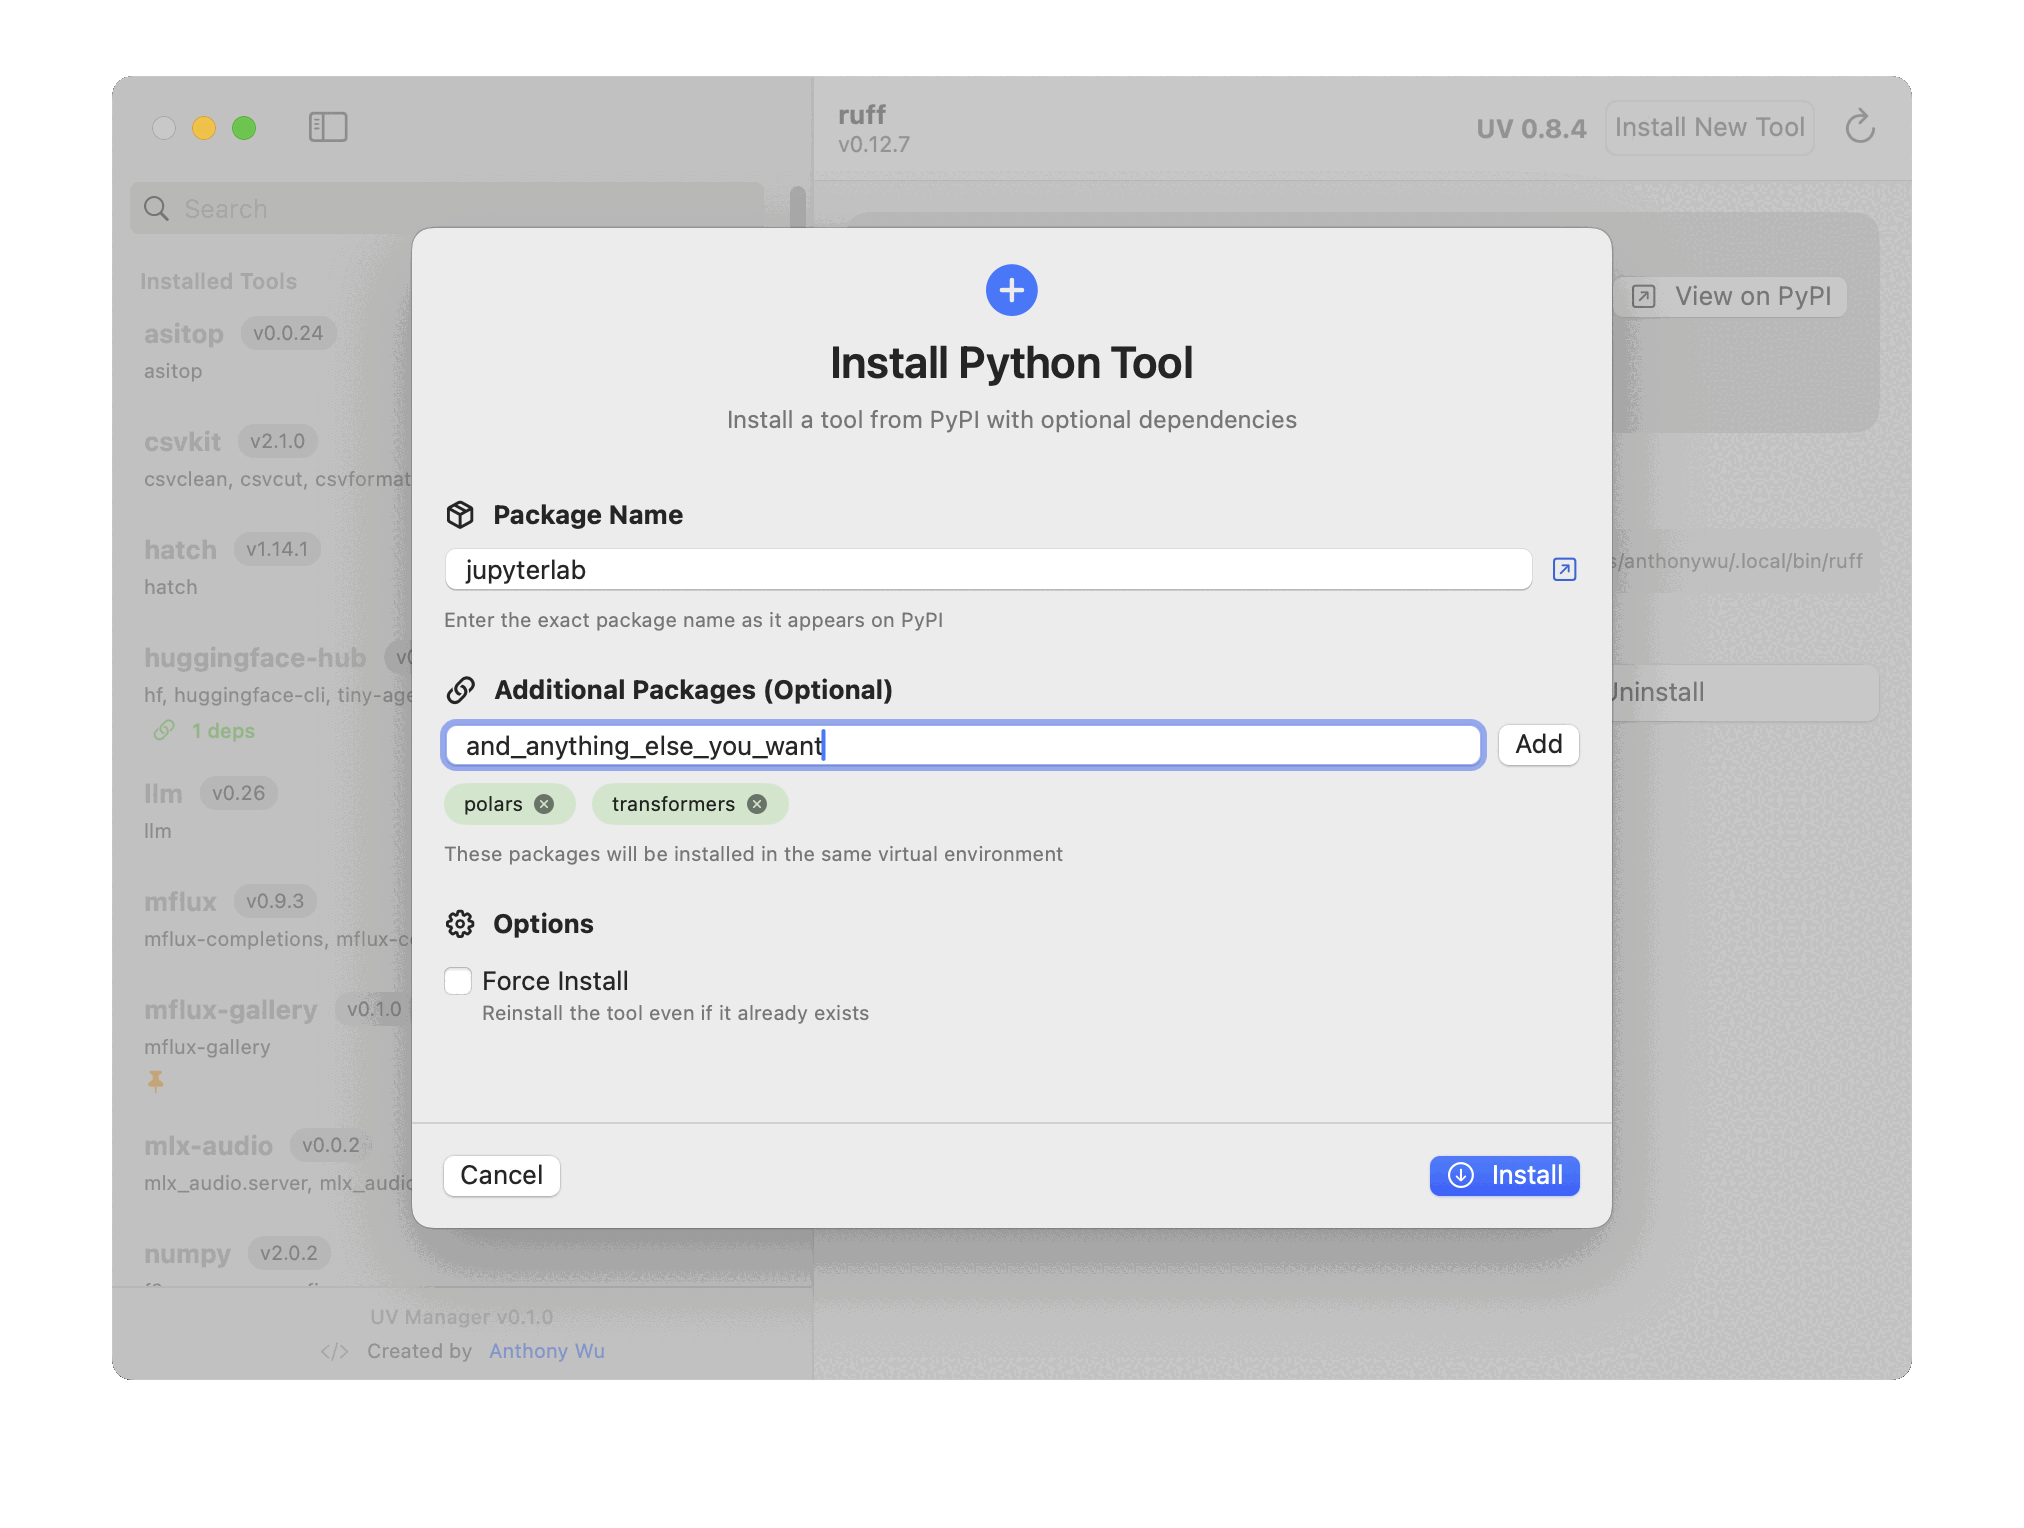 ruff
v0.12.7
UV 0.8.4
Install New Tool
Search
Installed Tools
asitop v0.0.24
asitop
csvkit v2.1.0
csvclean, csvcut, csvformat
hatch v1.14.1
hatch
huggingface-hub
hf, huggingface-cli, tiny-age
1 deps
llm v0.26
llm
mflux v0.9.3
mflux-completions, mflux-co
mflux-gallery v0.1.0
mflux-gallery
mlx-audio v0.0.2
mlx_audio.server, mlx_audio
numpy v2.0.2
UV Manager v0.1.0
</> Created by Anthony Wu
View on PyPI
s/anthonywu/.local/bin/ruff
Uninstall
Install Python Tool
Install a tool from PyPI with optional dependencies
Package Name
jupyterlab
Enter the exact package name as it appears on PyPI
Additional Packages (Optional)
and_anything_else_you_want
Add
polars
transformers
These packages will be installed in the same virtual environment
Options
Force Install
Reinstall the tool even if it already exists
Cancel
Install